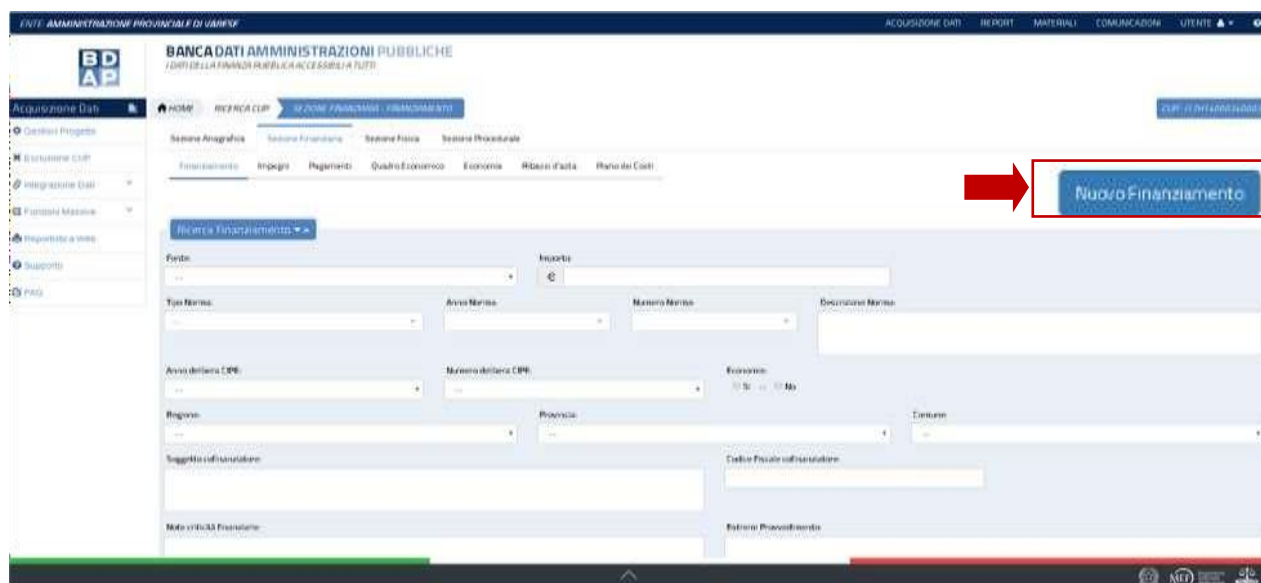 ENTE: AMMINISTRAZIONE PROVINCIALE DI VARESE
ACQUISIZIONE DATI REPORT MATERIALI COMUNICAZIONI UTENTE
BD
AP
BANCA DATI AMMINISTRAZIONI PUBBLICHE
I DATI DELLA FINANZA PUBBLICA ACCESSIBILI A TUTTI
Acquisizione Dati
HOME RICERCA CUP SEZIONE FINANZIARIA - FINANZIAMENTO
Gestisci Progetto
Sezione Anagrafica Sezione Finanziaria Sezione Fisica Sezione Procedurale
Esclusione CUP
Finanziamento Impegni Pagamenti Quadro Economico Economie Ribassi d'asta Piano dei Costi
Integrazione Dati
Nuovo Finanziamento
Funzioni Massive
Ricerca Finanziamento
Reportistica Web
Supporto
FAQ
Fonte: Importo:
... €
Tipo Norma: Anno Norma: Numero Norma: Descrizione Norma:
...
Anno delibera CIPE: Numero delibera CIPE: Economie:
... ... Si ... No
Regione: Provincia: Comune:
... ... ...
Soggetto cofinanziatore: Codice Fiscale cofinanziatore:
Note criticità finanziarie: Estremi Provvedimento:
MEF